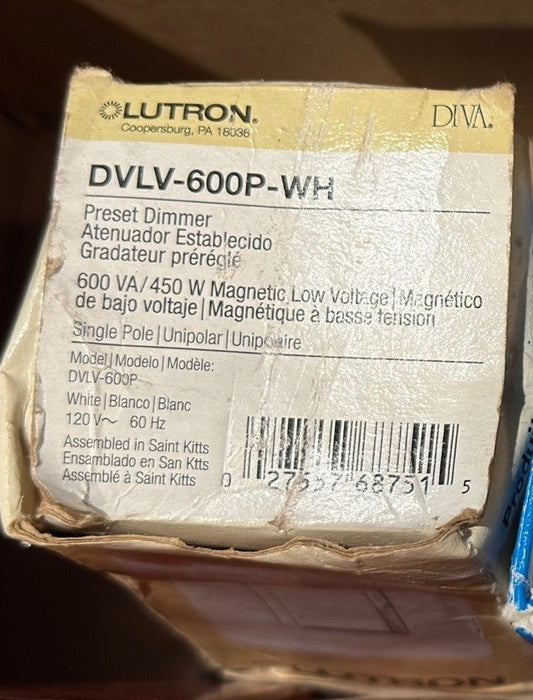 LUTRON®
DIVA®
Coopersburg, PA 18036
DVLV-600P-WH
Preset Dimmer
Atenuador Establecido
Gradateur préréglé
600 VA/450 W Magnetic Low Voltage | Magnético
de bajo voltaje | Magnétique à basse tension
Single Pole | Unipolar | Unipolaire
Model | Modelo | Modèle:
DVLV-600P
White | Blanco | Blanc
120 V~ 60 Hz
Assembled in Saint Kitts
Ensamblado en San Kitts
Assemblé à Saint Kitts
0 27557 68751 5
LUTRON